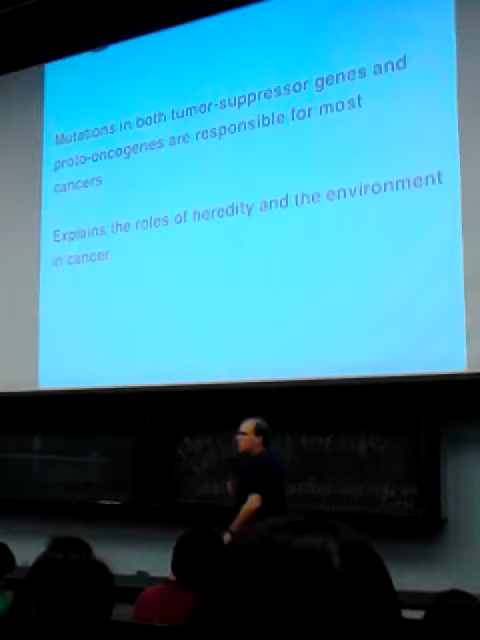 Mutations in both tumor-suppressor genes and
proto-oncogenes are responsible for most
cancers
Explains the roles of heredity and the environment
in cancer